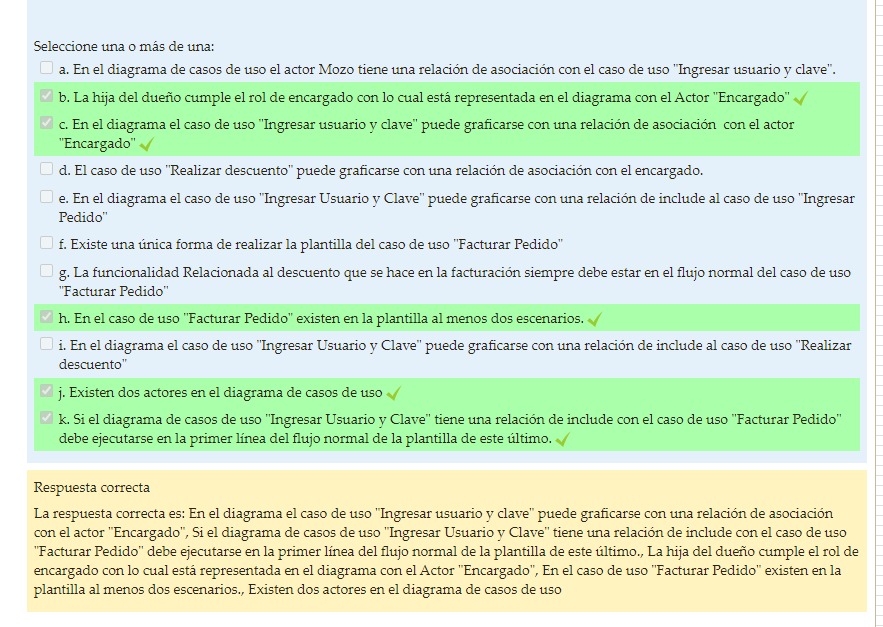 Seleccione una o más de una:
a. En el diagrama de casos de uso el actor Mozo tiene una relación de asociación con el caso de uso "Ingresar usuario y clave".
b. La hija del dueño cumple el rol de encargado con lo cual está representada en el diagrama con el Actor "Encargado"
c. En el diagrama el caso de uso "Ingresar usuario y clave" puede graficarse con una relación de asociación con el actor
"Encargado"
d. El caso de uso "Realizar descuento" puede graficarse con una relación de asociación con el encargado.
e. En el diagrama el caso de uso "Ingresar Usuario y Clave" puede graficarse con una relación de include al caso de uso "Ingresar
Pedido"
f. Existe una única forma de realizar la plantilla del caso de uso "Facturar Pedido"
g. La funcionalidad Relacionada al descuento que se hace en la facturación siempre debe estar en el flujo normal del caso de uso
"Facturar Pedido"
h. En el caso de uso "Facturar Pedido" existen en la plantilla al menos dos escenarios.
i. En el diagrama el caso de uso "Ingresar Usuario y Clave" puede graficarse con una relación de include al caso de uso "Realizar
descuento"
j. Existen dos actores en el diagrama de casos de uso
k. Si el diagrama de casos de uso "Ingresar Usuario y Clave" tiene una relación de include con el caso de uso "Facturar Pedido"
debe ejecutarse en la primer línea del flujo normal de la plantilla de este último.
Respuesta correcta
La respuesta correcta es: En el diagrama el caso de uso "Ingresar usuario y clave" puede graficarse con una relación de asociación
con el actor "Encargado", Si el diagrama de casos de uso "Ingresar Usuario y Clave" tiene una relación de include con el caso de uso
"Facturar Pedido" debe ejecutarse en la primer línea del flujo normal de la plantilla de este último., La hija del dueño cumple el rol de
encargado con lo cual está representada en el diagrama con el Actor "Encargado", En el caso de uso "Facturar Pedido" existen en la
plantilla al menos dos escenarios., Existen dos actores en el diagrama de casos de uso